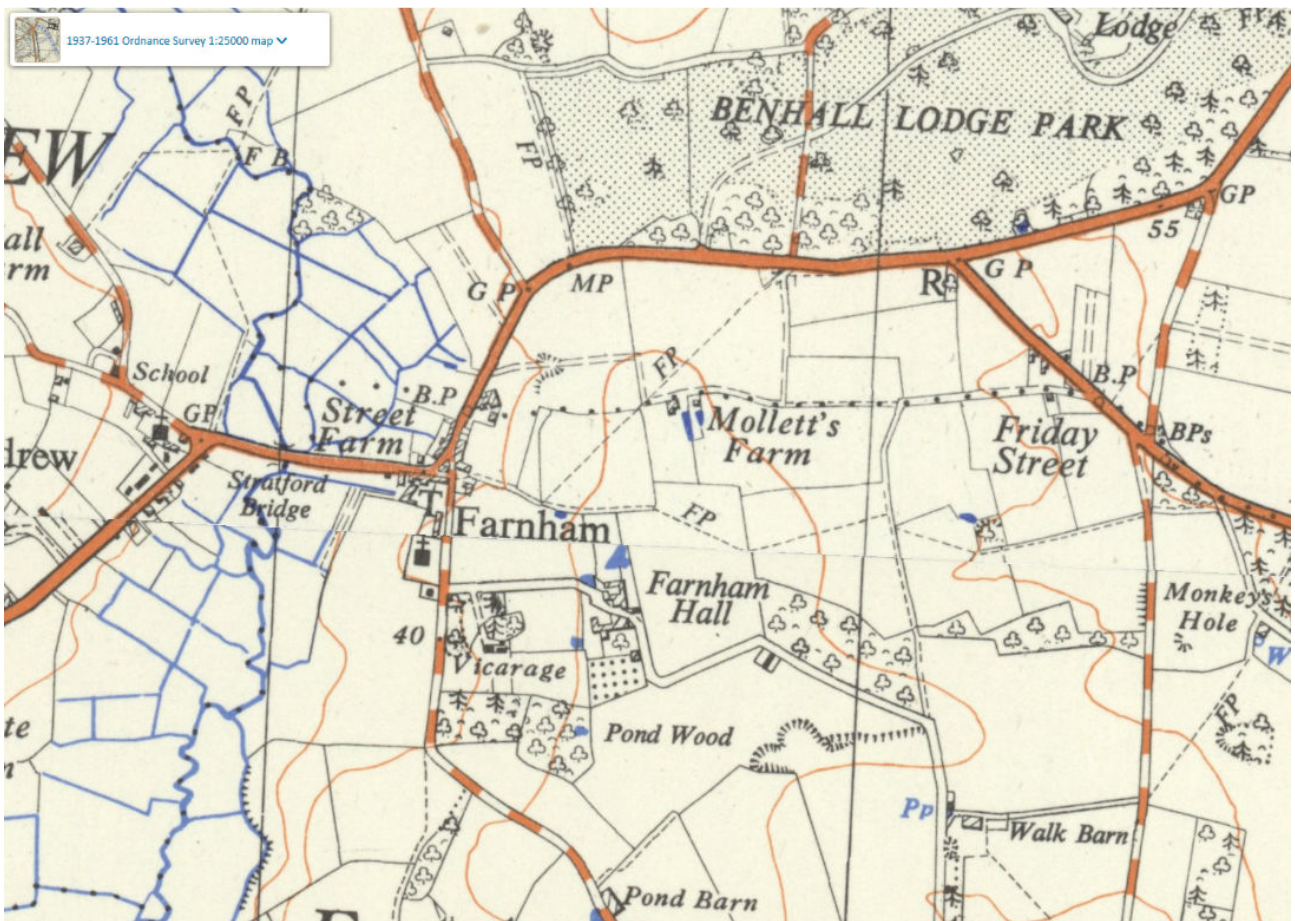 1937-1961 Ordnance Survey 1:25000 map
Lodge
FP
FP
BENHALL LODGE PARK
EW
F B
FP
GP
all
rm
55
G P
MP
R
G P
School
B.P
Street
Farm
B.P
FP
GP
Mollett's
Farm
Friday
Street
BPs
drew
Stratford
Bridge
T
Farnham
FP
Farnham
Hall
Monkey's
Hole
W
40
Vicarage
FP
te
Pond Wood
Pp
Walk Barn
Pond Barn